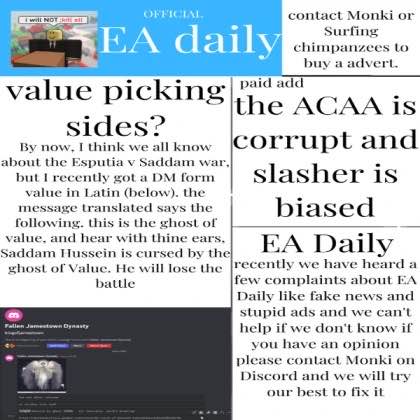 i will NOT ;kill all
OFFICIAL
EA daily
contact Monki or
Surfing
chimpanzees to
buy a advert.
value picking
sides?
By now, I think we all know
about the Esputia v Saddam war,
but I recently got a DM form
value in Latin (below). the
message translated says the
following. this is the ghost of
value, and hear with thine ears,
Saddam Hussein is cursed by the
ghost of Value. He will lose the
battle
Fallen Jamestown Dynasty
paid add
the ACAA is
corrupt and
slasher is
biased
EA Daily
recently we have heard a
few complaints about EA
Daily like fake news and
stupid ads and we can't
help if we don't know if
you have an opinion
please contact Monki on
Discord and we will try
our best to fix it